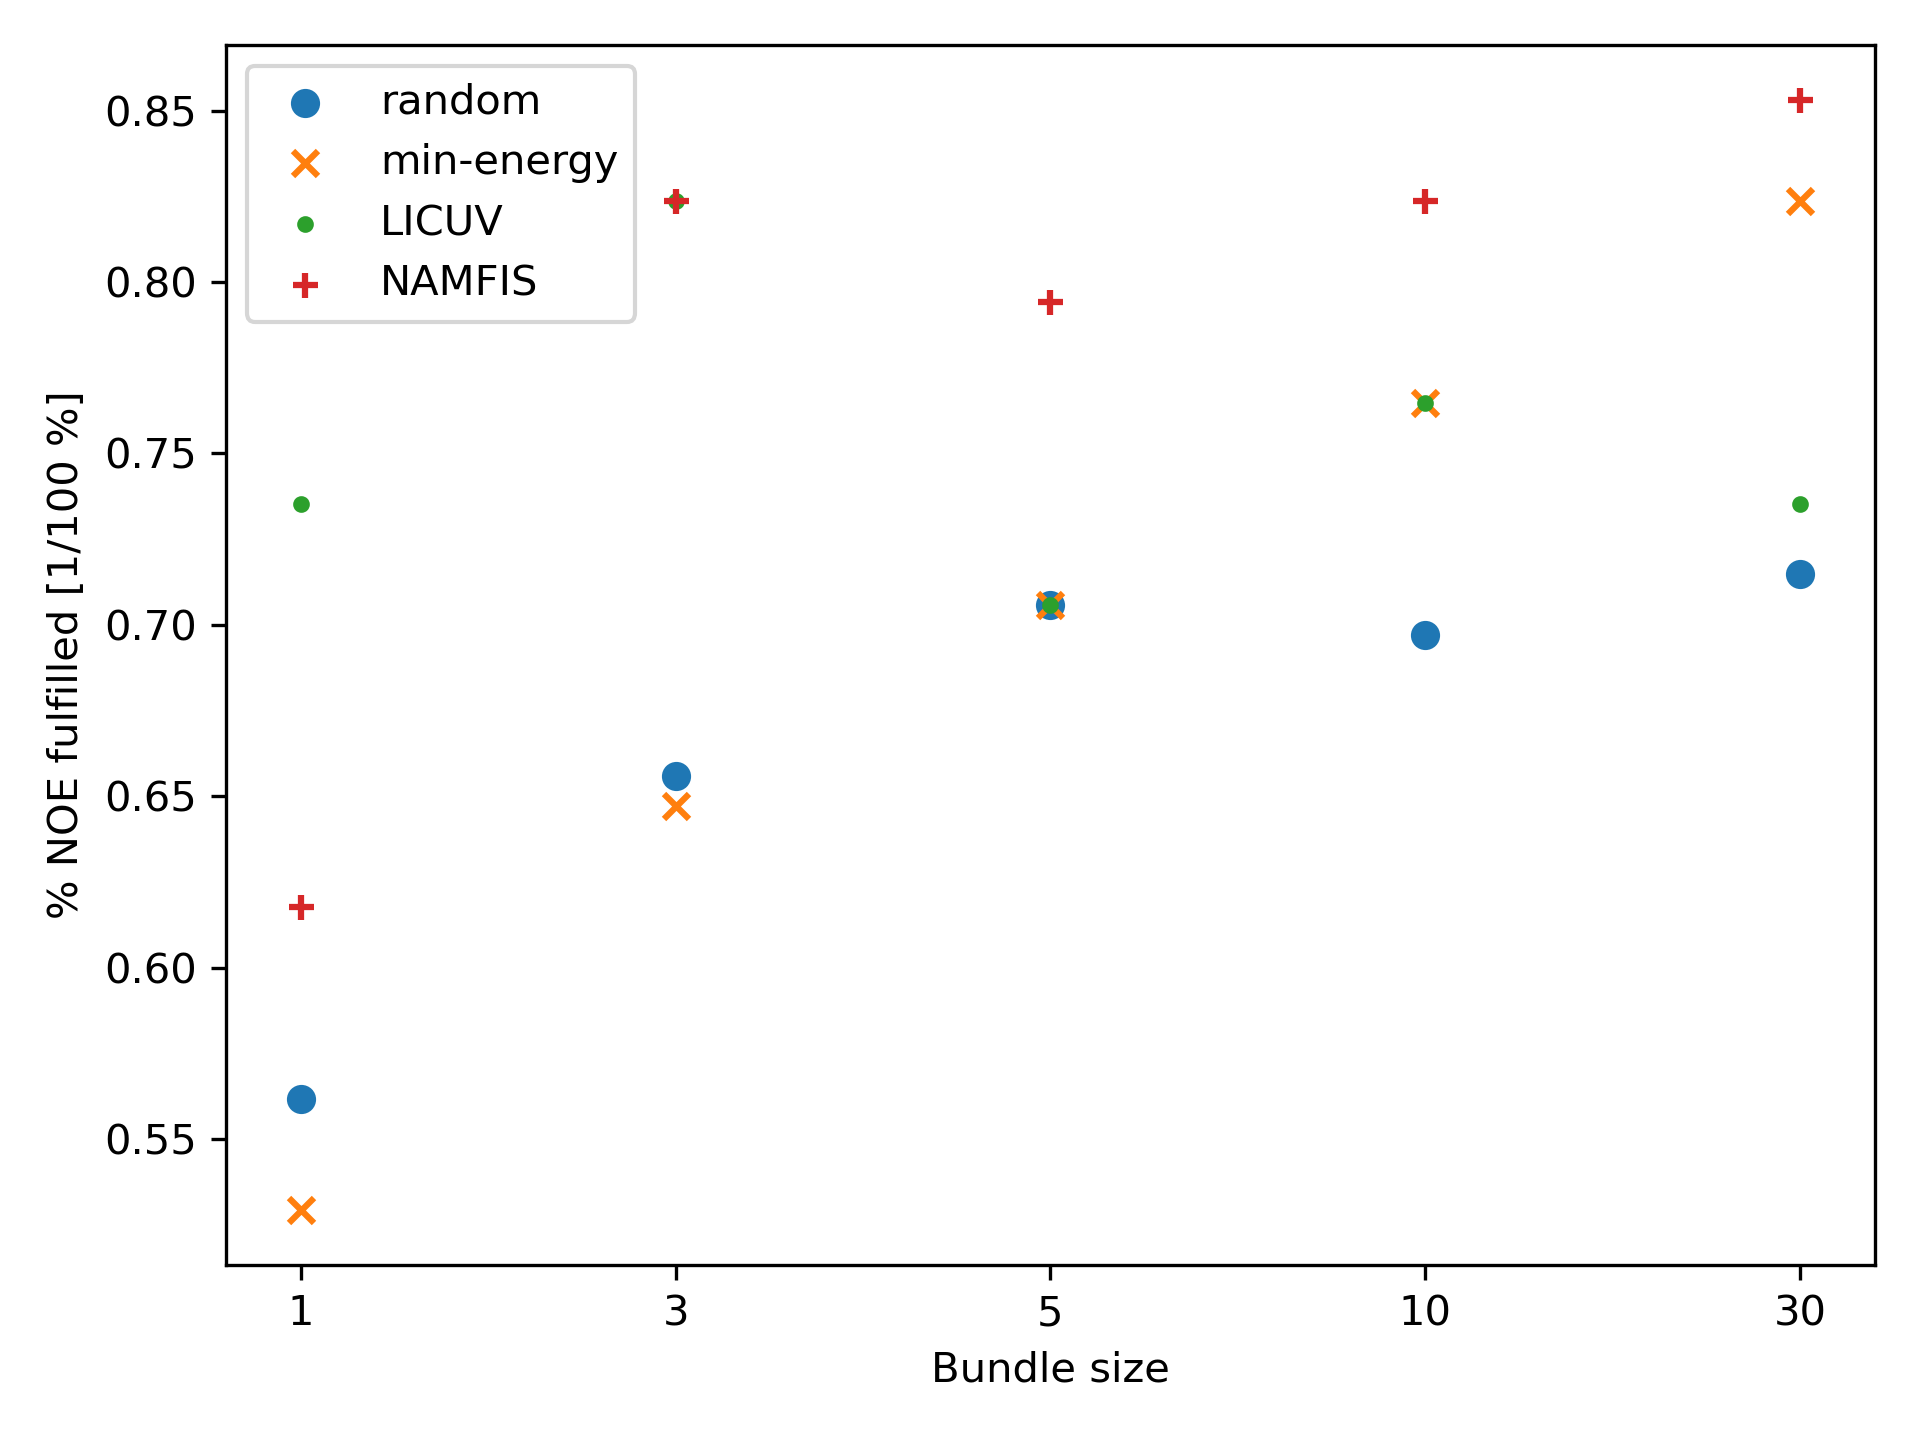 random
min-energy
LICUV
NAMFIS
% NOE fulfilled [1/100 %]
0.85
0.80
0.75
0.70
0.65
0.60
0.55
1 3 5 10 30
Bundle size